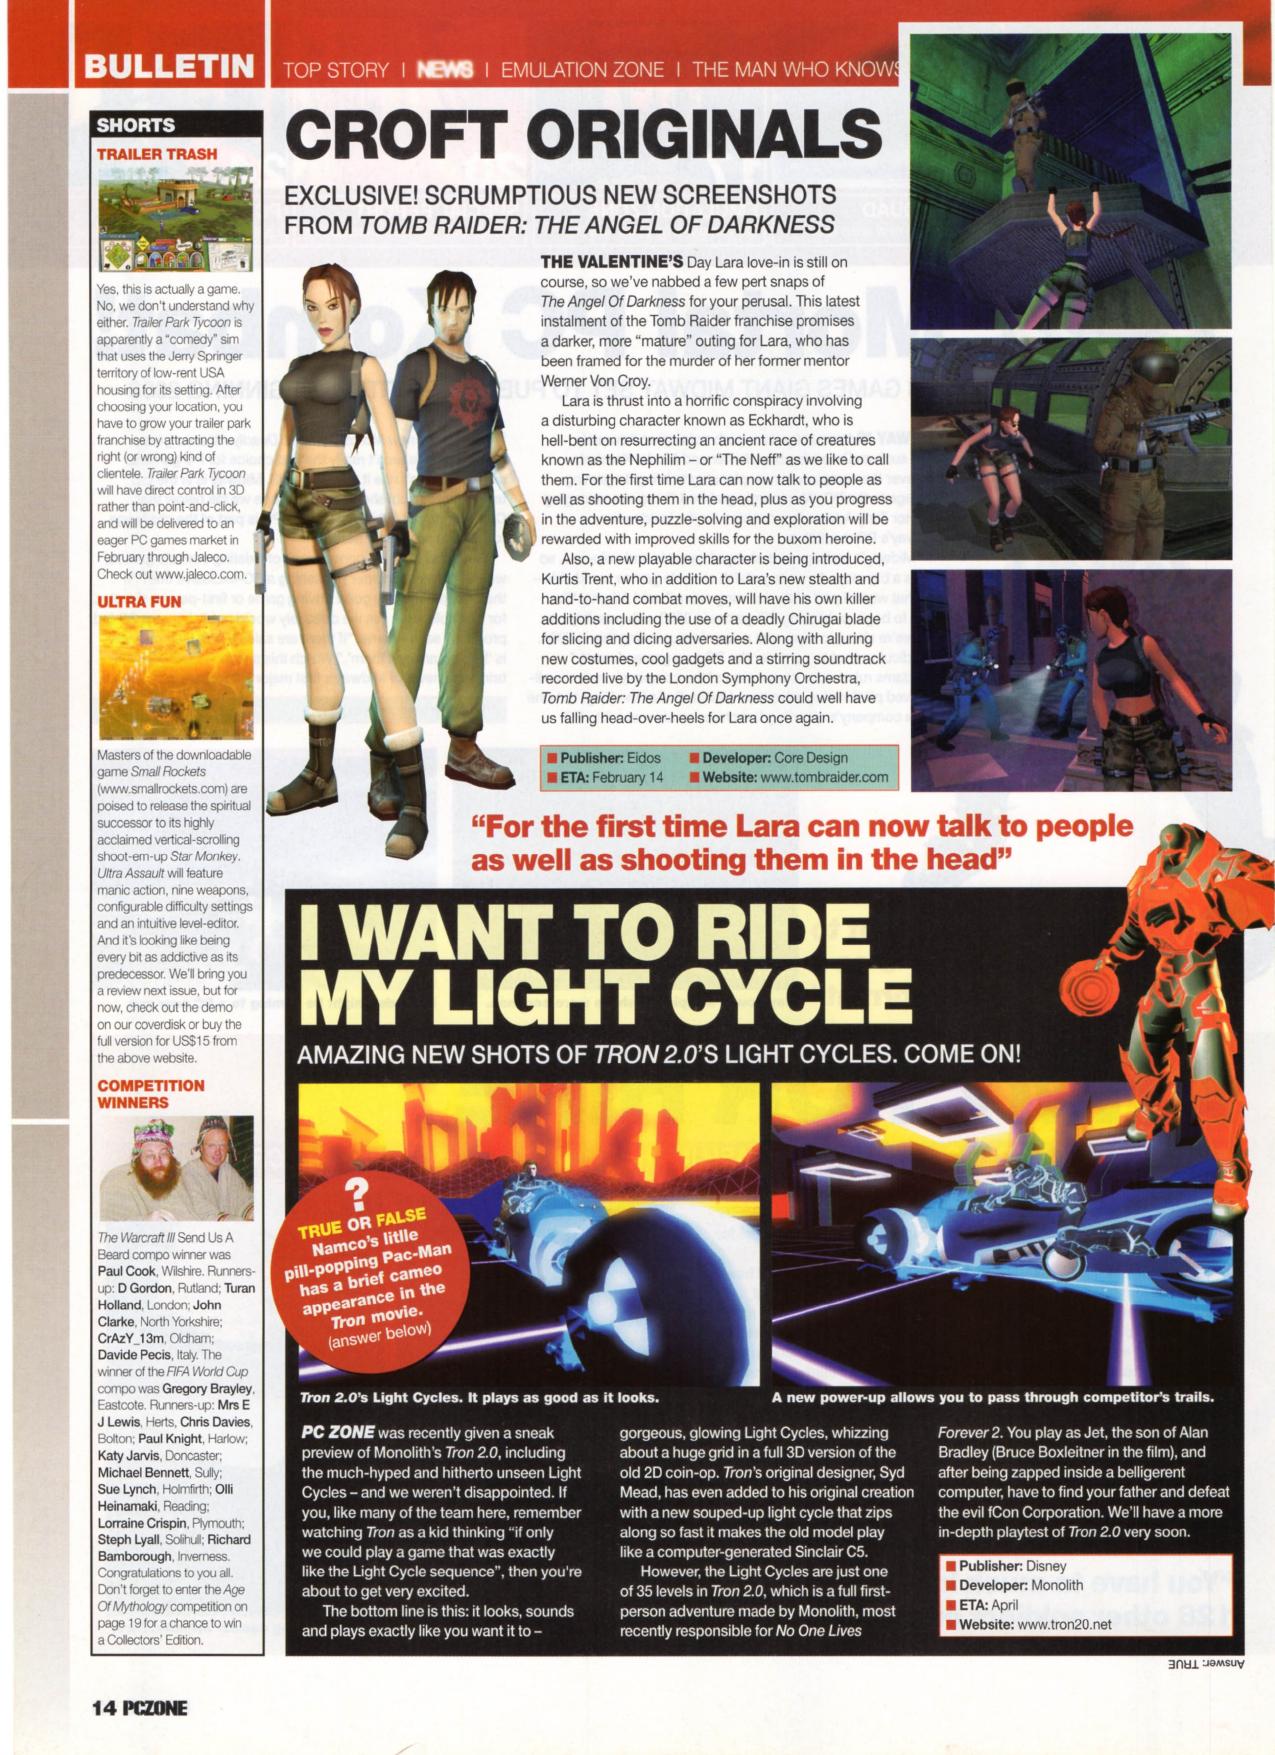 BULLETIN
TOP STORY | NEWS | EMULATION ZONE | THE MAN WHO KNOWS
SHORTS
TRAILER TRASH
Yes, this is actually a game.
No, we don't understand why
either. Trailer Park Tycoon is
apparently a “comedy” sim
that uses the Jerry Springer
territory of low-rent USA
housing for its setting. After
choosing your location, you
have to grow your trailer park
franchise by attracting the
right (or wrong) kind of
clientele. Trailer Park Tycoon
will have direct control in 3D
rather than point-and-click,
and will be delivered to an
eager PC games market in
February through Jaleco.
Check out www.jaleco.com.
ULTRA FUN
Masters of the downloadable
game Small Rockets
(www.smallrockets.com) are
poised to release the spiritual
successor to its highly
acclaimed vertical-scrolling
shoot-em-up Star Monkey.
Ultra Assault will feature
manic action, nine weapons,
configurable difficulty settings
and an intuitive level-editor.
And it's looking like being
every bit as addictive as its
predecessor. We'll bring you
a review next issue, but for
now, check out the demo
on our coverdisk or buy the
full version for US$15 from
the above website.
COMPETITION
WINNERS
The Warcraft III Send Us A
Beard compo winner was
Paul Cook, Wilshire. Runners-
up: D Gordon, Rutland; Turan
Holland, London; John
Clarke, North Yorkshire;
CrAzY_13m, Oldham;
Davide Pecis, Italy. The
winner of the FIFA World Cup
compo was Gregory Brayley,
Eastcote. Runners-up: Mrs E
J Lewis, Herts, Chris Davies,
Bolton; Paul Knight, Harlow;
Katy Jarvis, Doncaster;
Michael Bennett, Sully;
Sue Lynch, Holmfirth; Olli
Heinamaki, Reading;
Lorraine Crispin, Plymouth;
Steph Lyall, Solihull; Richard
Bamborough, Inverness.
Congratulations to you all.
Don't forget to enter the Age
Of Mythology competition on
page 19 for a chance to win
a Collectors' Edition.
CROFT ORIGINALS
EXCLUSIVE! SCRUMPTIOUS NEW SCREENSHOTS
FROM TOMB RAIDER: THE ANGEL OF DARKNESS
THE VALENTINE'S Day Lara love-in is still on
course, so we've nabbed a few pert snaps of
The Angel Of Darkness for your perusal. This latest
instalment of the Tomb Raider franchise promises
a darker, more “mature” outing for Lara, who has
been framed for the murder of her former mentor
Werner Von Croy.
Lara is thrust into a horrific conspiracy involving
a disturbing character known as Eckhardt, who is
hell-bent on resurrecting an ancient race of creatures
known as the Nephilim – or “The Neff” as we like to call
them. For the first time Lara can now talk to people as
well as shooting them in the head, plus as you progress
in the adventure, puzzle-solving and exploration will be
rewarded with improved skills for the buxom heroine.
Also, a new playable character is being introduced,
Kurtis Trent, who in addition to Lara's new stealth and
hand-to-hand combat moves, will have his own killer
additions including the use of a deadly Chirugai blade
for slicing and dicing adversaries. Along with alluring
new costumes, cool gadgets and a stirring soundtrack
recorded live by the London Symphony Orchestra,
Tomb Raider: The Angel Of Darkness could well have
us falling head-over-heels for Lara once again.
■ Publisher: Eidos ■ Developer: Core Design
■ ETA: February 14 ■ Website: www.tombraider.com
“For the first time Lara can now talk to people
as well as shooting them in the head”
I WANT TO RIDE
MY LIGHT CYCLE
AMAZING NEW SHOTS OF TRON 2.0'S LIGHT CYCLES. COME ON!
?
TRUE OR FALSE
Namco's litlle
pill-popping Pac-Man
has a brief cameo
appearance in the
Tron movie.
(answer below)
Tron 2.0's Light Cycles. It plays as good as it looks.
A new power-up allows you to pass through competitor's trails.
PC ZONE was recently given a sneak
preview of Monolith's Tron 2.0, including
the much-hyped and hitherto unseen Light
Cycles – and we weren't disappointed. If
you, like many of the team here, remember
watching Tron as a kid thinking “if only
we could play a game that was exactly
like the Light Cycle sequence”, then you're
about to get very excited.
The bottom line is this: it looks, sounds
and plays exactly like you want it to –
gorgeous, glowing Light Cycles, whizzing
about a huge grid in a full 3D version of the
old 2D coin-op. Tron's original designer, Syd
Mead, has even added to his original creation
with a new souped-up light cycle that zips
along so fast it makes the old model play
like a computer-generated Sinclair C5.
However, the Light Cycles are just one
of 35 levels in Tron 2.0, which is a full first-
person adventure made by Monolith, most
recently responsible for No One Lives
Forever 2. You play as Jet, the son of Alan
Bradley (Bruce Boxleitner in the film), and
after being zapped inside a belligerent
computer, have to find your father and defeat
the evil fCon Corporation. We'll have a more
in-depth playtest of Tron 2.0 very soon.
■ Publisher: Disney
■ Developer: Monolith
■ ETA: April
■ Website: www.tron20.net
Answer: TRUE
14 PCZONE